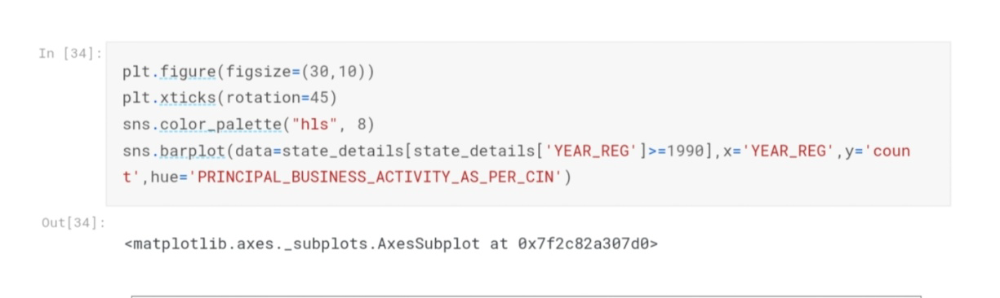 In [34]:
plt.figure(figsize=(30,10))
plt.xticks(rotation=45)
sns.color_palette("hls", 8)
sns.barplot(data=state_details[state_details['YEAR_REG']>=1990],x='YEAR_REG',y='coun
t',hue='PRINCIPAL_BUSINESS_ACTIVITY_AS_PER_CIN')
Out[34]:
<matplotlib.axes._subplots.AxesSubplot at 0x7f2c82a307d0>